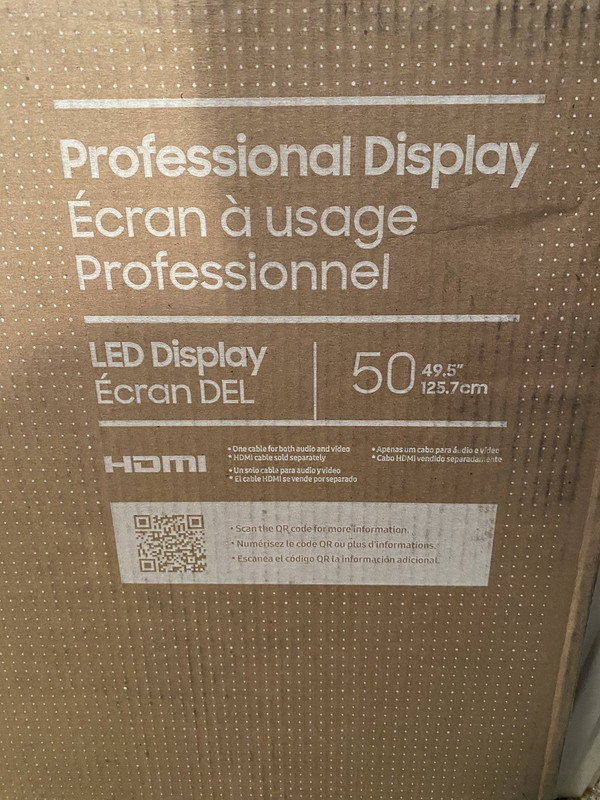 Professional Display
Écran à usage
Professionnel
LED Display
Écran DEL
50 49.5"
125.7cm
HDMI
• One cable for both audio and video
• HDMI cable sold separately
• Un solo cable para audio y video
• El cable HDMI se vende por separado
• Apenas um cabo para áudio e vídeo
• Cabo HDMI vendido separadamente
• Scan the QR code for more information.
• Numérisez le code QR ou plus d'informations.
• Escanea el código QR la información adicional.